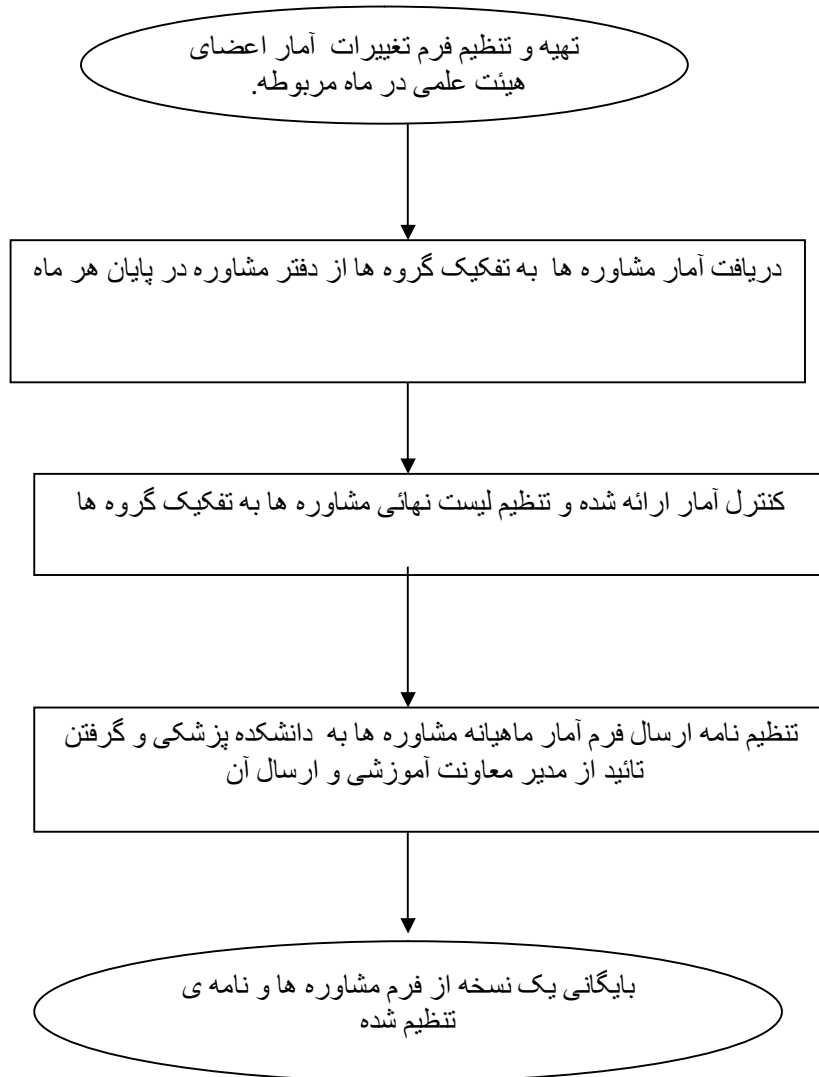 تهیه و تنظیم فرم تغییرات آمار اعضای
هیئت علمی در ماه مربوطه.
دریافت آمار مشاوره ها به تفکیک گروه ها از دفتر مشاوره در پایان هر ماه
کنترل آمار ارائه شده و تنظیم لیست نهائی مشاوره ها به تفکیک گروه ها
تنظیم نامه ارسال فرم آمار ماهیانه مشاوره ها به دانشکده پزشکی و گرفتن
تائید از مدیر معاونت آموزشی و ارسال آن
بایگانی یک نسخه از فرم مشاوره ها و نامه ی
تنظیم شده